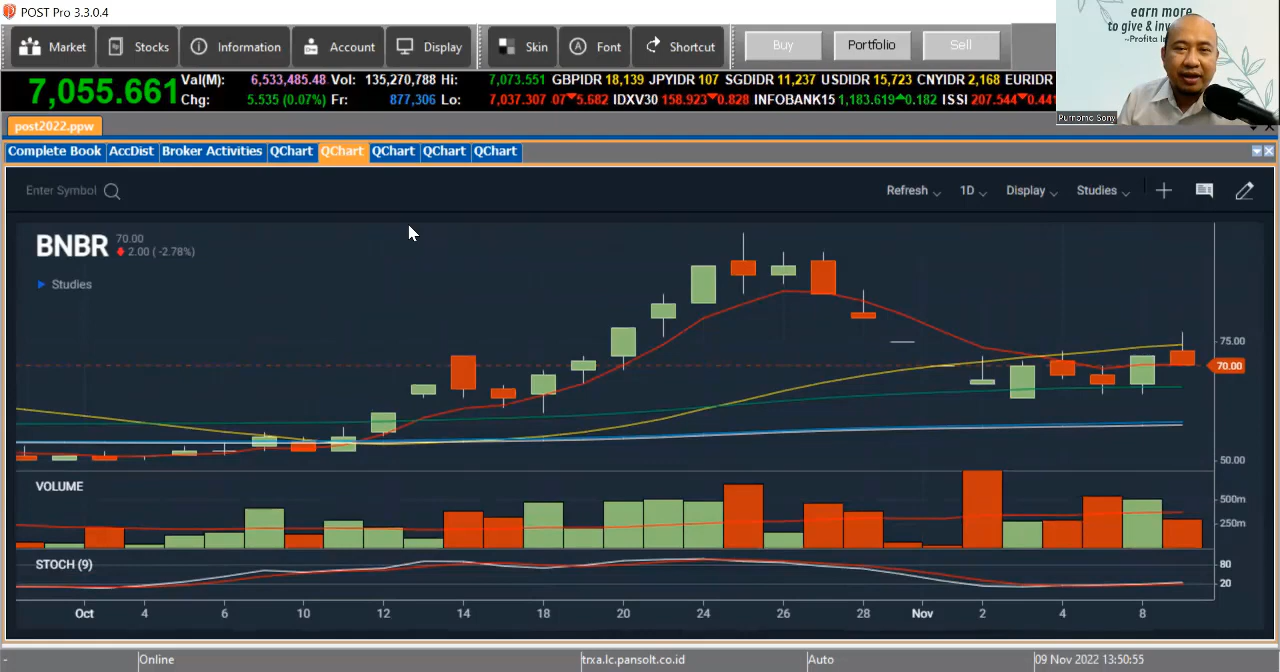 POST Pro 3.3.0.4
Market Stocks Information Account Display Skin Font Shortcut Buy Portfolio Sell
earn more
to give & inv
~Profita In
7,055.661 Val(M): 6,533,485.48 Vol: 135,270,788 Hi: 7,073.551 GBPIDR 18,139 JPYIDR 107 SGDIDR 11,237 USDIDR 15,723 CNYIDR 2,168 EURIDR
Chg: 5.535 (0.07%) Fr: 877,306 Lo: 7,037.307 07▼5.682 IDXV30 158.923▼0.828 INFOBANK15 1,183.619▲0.182 ISSI 207.544▼0.441
Purnomo Sony
post2022.ppw
Complete Book AccDist Broker Activities QChart QChart QChart QChart QChart
Enter Symbol Refresh 1D Display Studies
BNBR 70.00
2.00 (-2.78%)
Studies
75.00
70.00
50.00
VOLUME
500m
250m
STOCH (9)
80
20
Oct 4 6 10 12 14 18 20 24 26 28 Nov 2 4 8
- Online trxa.lc.pansolt.co.id Auto 09 Nov 2022 13:50:55